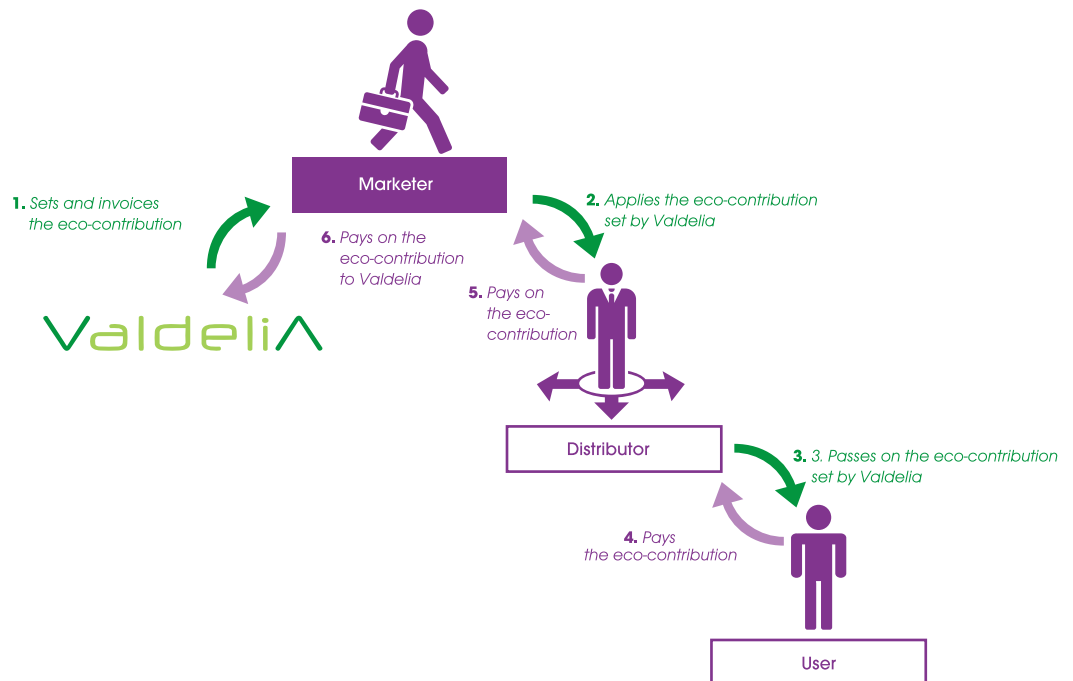 Marketer
1. Sets and invoices
the eco-contribution
2. Applies the eco-contribution
set by Valdelia
6. Pays on the
eco-contribution
to Valdelia
5. Pays on
the eco-
contribution
ValdeliA
Distributor
3. 3. Passes on the eco-contribution
set by Valdelia
4. Pays
the eco-contribution
User